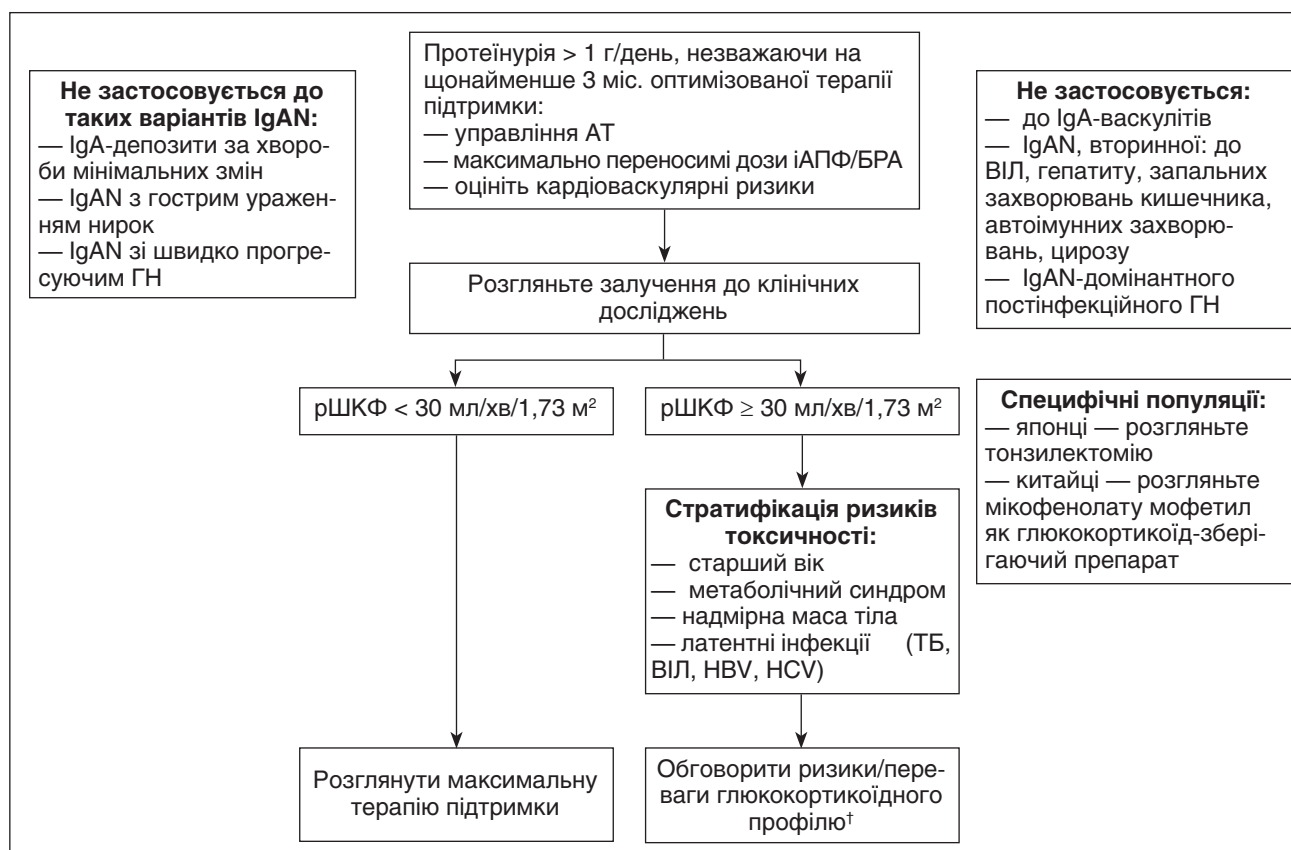 Протеїнурія > 1 г/день, незважаючи на
щонайменше 3 міс. оптимізованої терапії
підтримки:
— управління АТ
— максимально переносимі дози іАПФ/БРА
— оцініть кардіоваскулярні ризики
Не застосовується до
таких варіантів IgAN:
— IgA-депозити за хворо-
би мінімальних змін
— IgAN з гострим уражен-
ням нирок
— IgAN зі швидко прогре-
суючим ГН
Не застосовується:
— до IgA-васкулітів
— IgAN, вторинної: до
ВІЛ, гепатиту, запальних
захворювань кишечника,
автоімунних захворю-
вань, цирозу
— IgAN-домінантного
постінфекційного ГН
Розгляньте залучення до клінічних
досліджень
рШКФ < 30 мл/хв/1,73 м²
рШКФ ≥ 30 мл/хв/1,73 м²
Специфічні популяції:
— японці — розгляньте
тонзилектомію
— китайці — розгляньте
мікофенолату мофетил
як глюкокортикоїд-збері-
гаючий препарат
Стратифікація ризиків
токсичності:
— старший вік
— метаболічний синдром
— надмірна маса тіла
— латентні інфекції (ТБ,
ВІЛ, HBV, HCV)
Розглянути максимальну
терапію підтримки
Обговорити ризики/пере-
ваги глюкокортикоїдного
профілю†